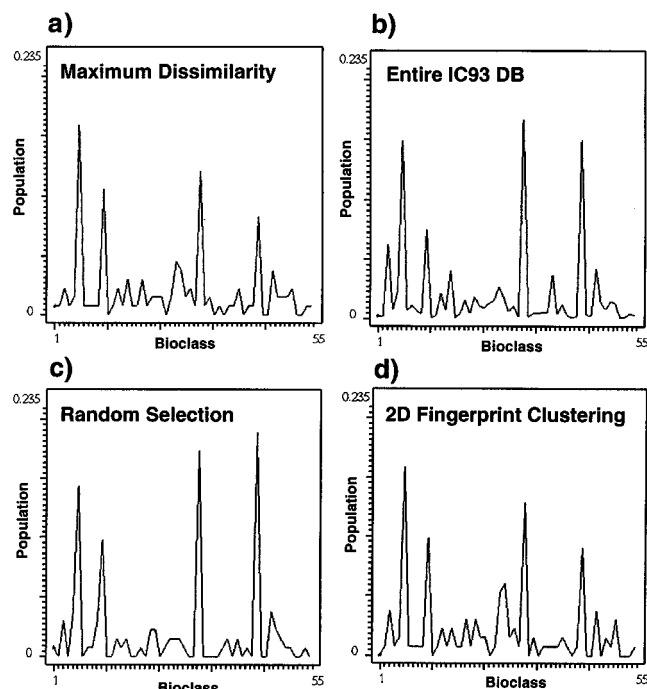 a)
0.235
Maximum Dissimilarity
Population
0
1
Bioclass
55
b)
0.235
Entire IC93 DB
Population
0
1
Bioclass
55
c)
0.235
Random Selection
Population
0
1
Bioclass
55
d)
0.235
2D Fingerprint Clustering
Population
0
1
Bioclass
55